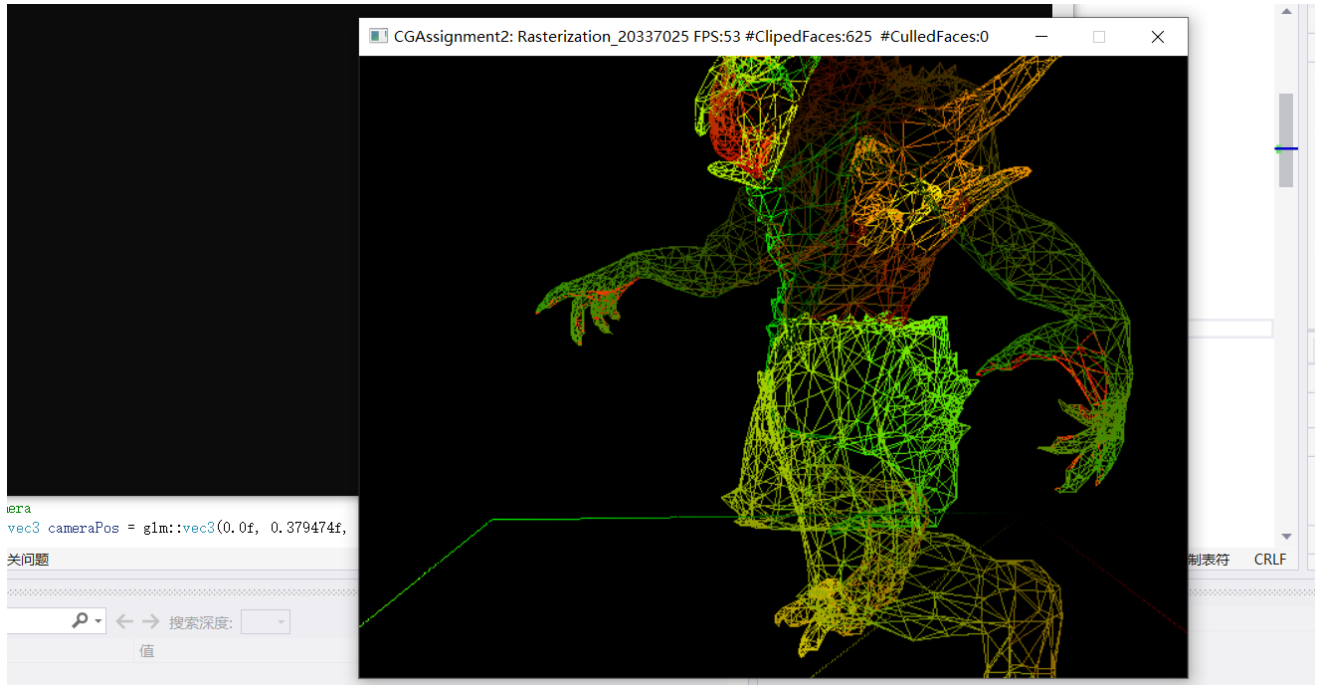 CGAssignment2: Rasterization_20337025 FPS:53 #ClipedFaces:625 #CulledFaces:0
vec3 cameraPos = glm::vec3(0.0f, 0.379474f,
关问题
制表符 CRLF
搜索深度:
值